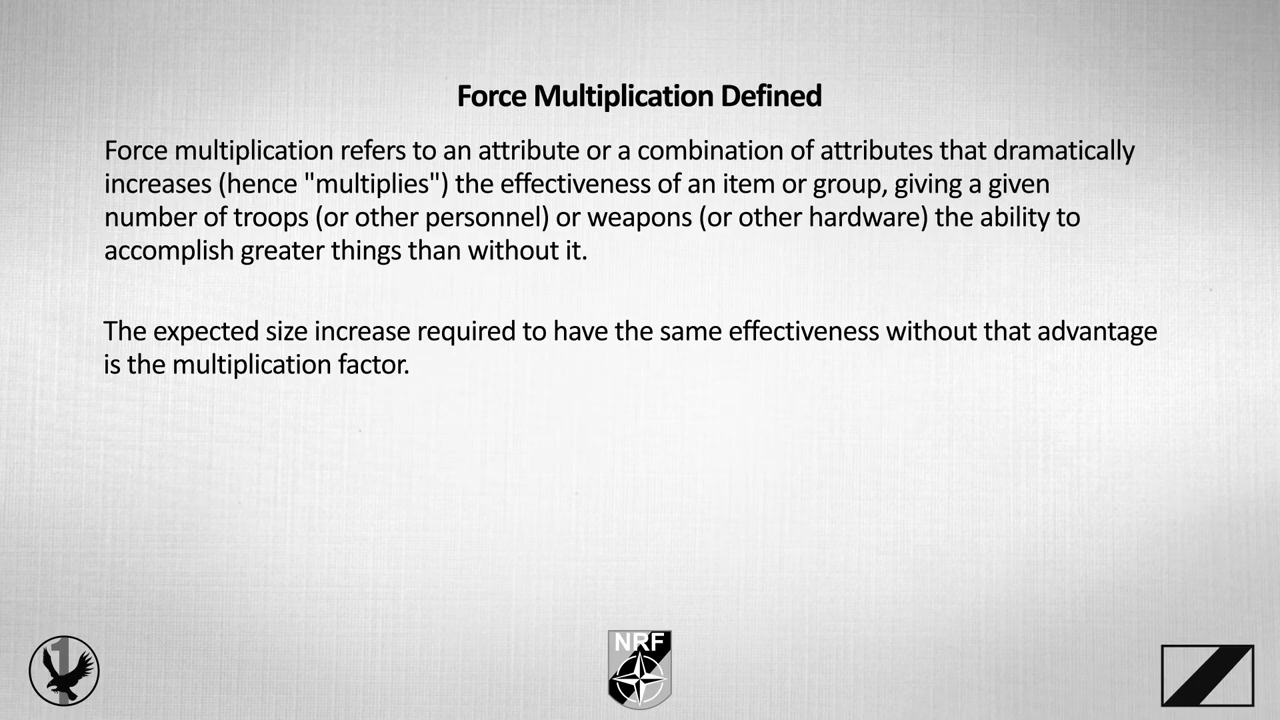 Force Multiplication Defined
Force multiplication refers to an attribute or a combination of attributes that dramatically
increases (hence "multiplies") the effectiveness of an item or group, giving a given
number of troops (or other personnel) or weapons (or other hardware) the ability to
accomplish greater things than without it.
The expected size increase required to have the same effectiveness without that advantage
is the multiplication factor.
1
NRF